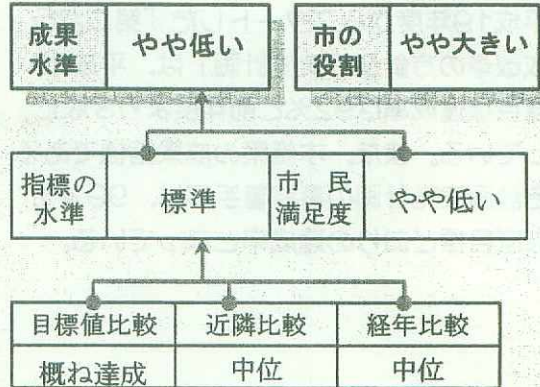 成果水準
やや低い
市の役割
やや大きい
指標の水準
標準
市民満足度
やや低い
目標値比較
近隣比較
経年比較
概ね達成
中位
中位